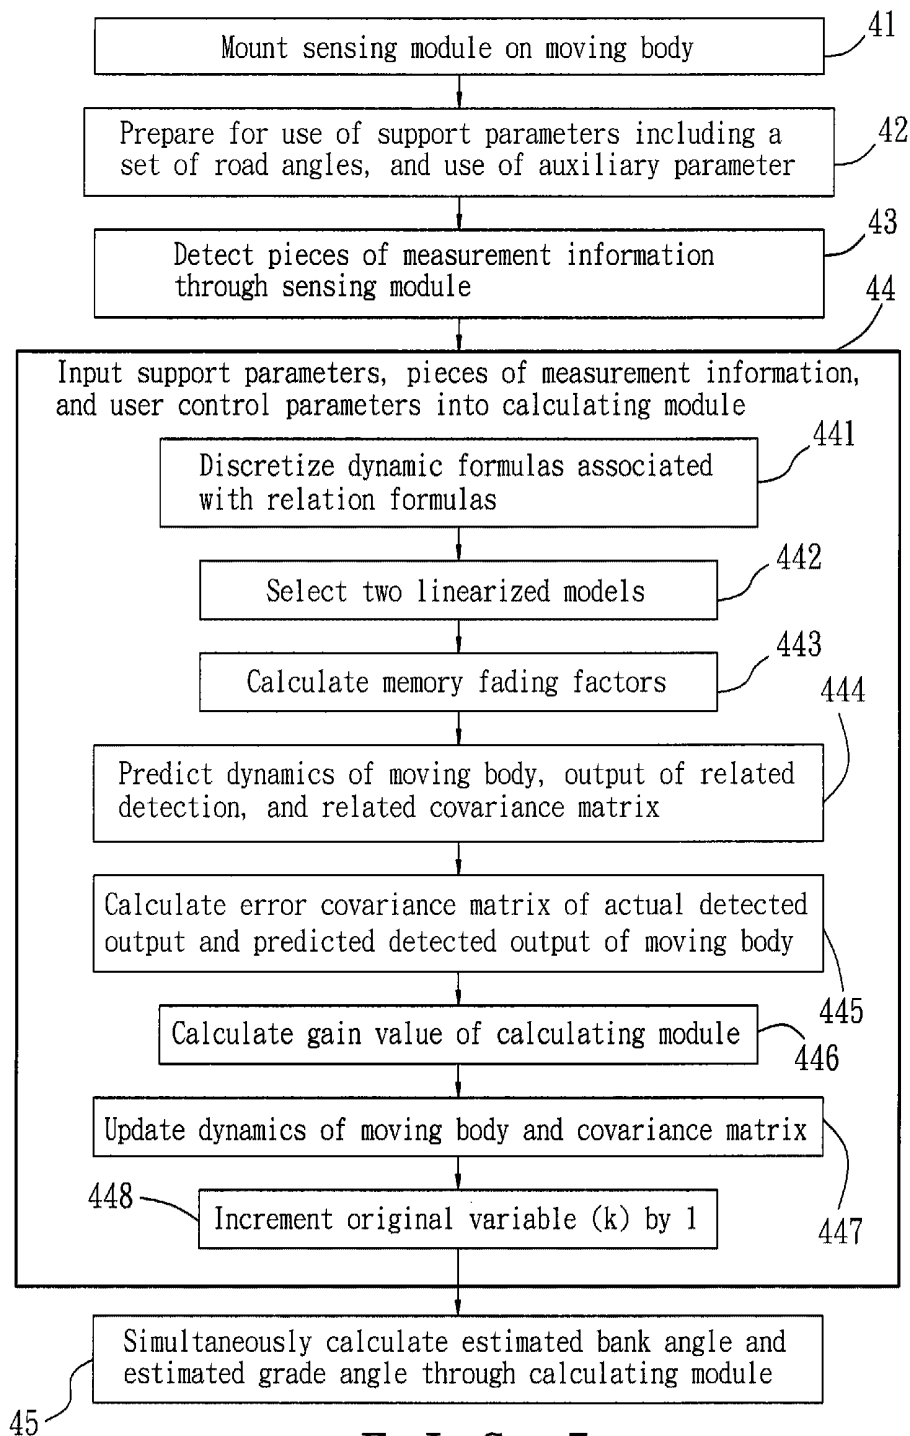 Mount sensing module on moving body
41
Prepare for use of support parameters including a
set of road angles, and use of auxiliary parameter
42
Detect pieces of measurement information
through sensing module
43
44
Input support parameters, pieces of measurement information,
and user control parameters into calculating module
441
Discretize dynamic formulas associated
with relation formulas
442
Select two linearized models
443
Calculate memory fading factors
444
Predict dynamics of moving body, output of related
detection, and related covariance matrix
Calculate error covariance matrix of actual detected
output and predicted detected output of moving body
445
Calculate gain value of calculating module
446
Update dynamics of moving body and covariance matrix
447
448
Increment original variable (k) by 1
Simultaneously calculate estimated bank angle and
estimated grade angle through calculating module
45